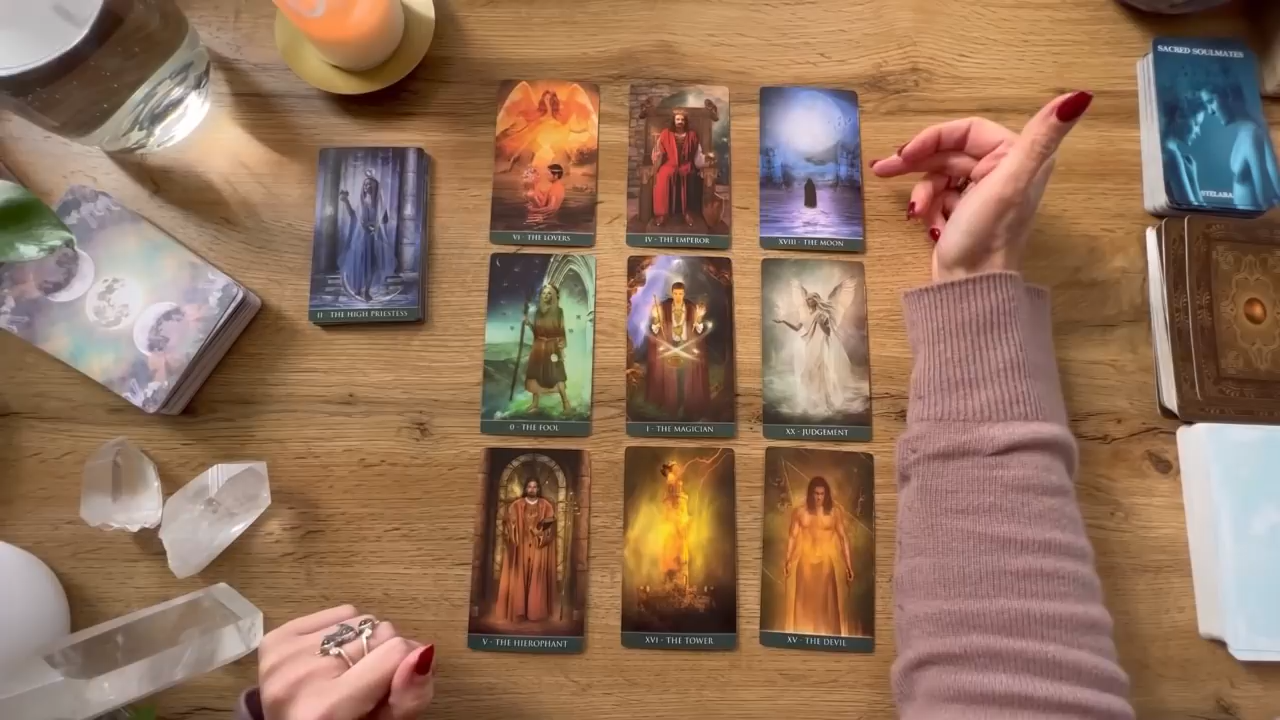 SACRED SOULMATES
STELARA
II · THE HIGH PRIESTESS
VI · THE LOVERS
IV · THE EMPEROR
XVIII · THE MOON
0 · THE FOOL
I · THE MAGICIAN
XX · JUDGEMENT
V · THE HIEROPHANT
XVI · THE TOWER
XV · THE DEVIL